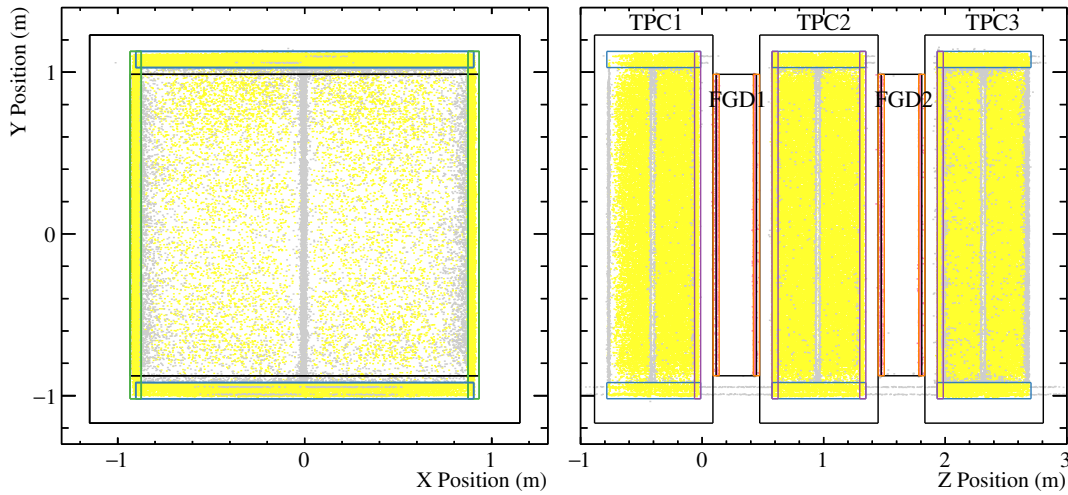 TPC1 TPC2 TPC3
Y Position (m)
1
0
−1
FGD1 FGD2
−1 0 1
X Position (m)
−1 0 1 2 3
Z Position (m)